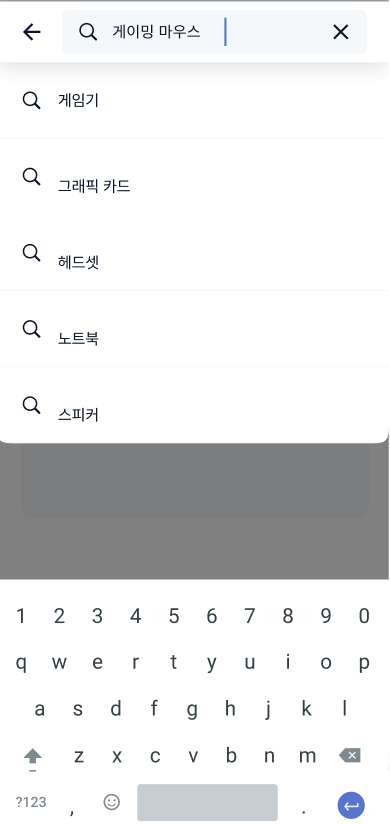 게이밍 마우스
게임기
그래픽 카드
헤드셋
노트북
스피커
1 2 3 4 5 6 7 8 9 0
q w e r t y u i o p
a s d f g h j k l
z x c v b n m
?123 , .